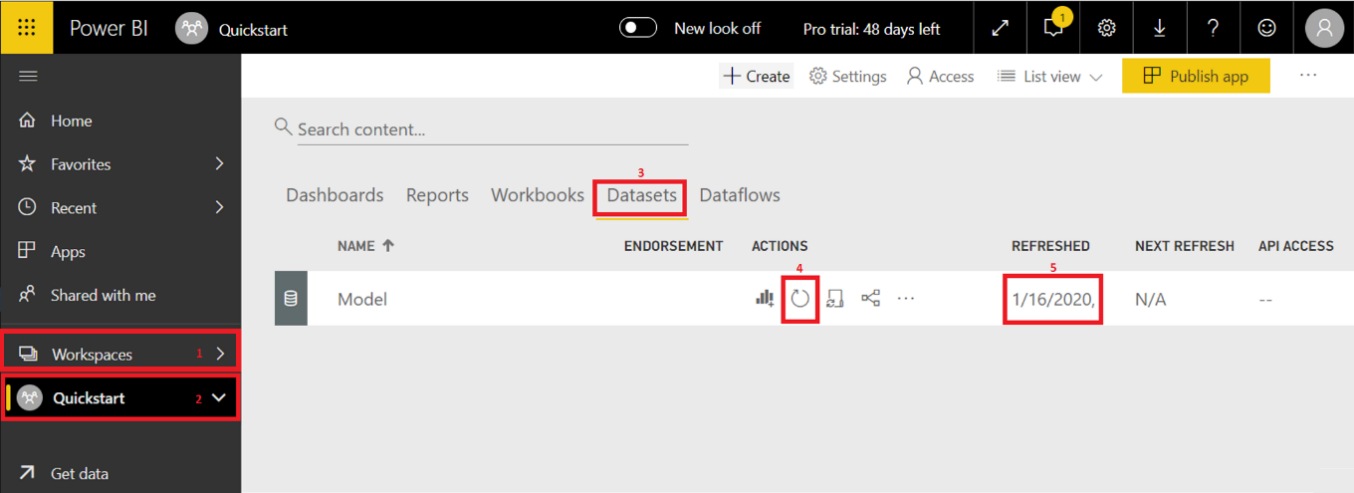 Power BI Quickstart New look off Pro trial: 48 days left 1 ?
Create Settings Access List view Publish app ...
Home
Favorites
Recent
Apps
Shared with me
Workspaces 1
Quickstart 2
Get data
Search content...
3
Dashboards Reports Workbooks Datasets Dataflows
NAME ENDORSEMENT ACTIONS REFRESHED NEXT REFRESH API ACCESS
4 5
Model ... 1/16/2020, N/A --